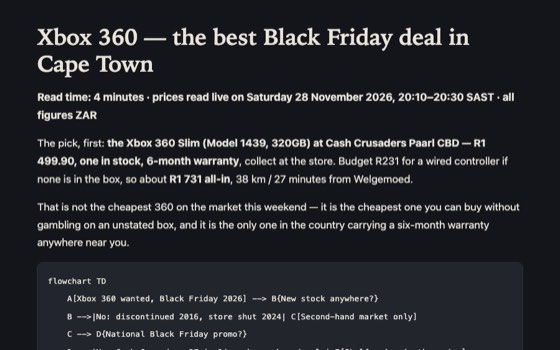 Xbox 360 — the best Black Friday deal in
Cape Town
Read time: 4 minutes · prices read live on Saturday 28 November 2026, 20:10–20:30 SAST · all
figures ZAR
The pick, first: the Xbox 360 Slim (Model 1439, 320GB) at Cash Crusaders Paarl CBD — R1
499.90, one in stock, 6-month warranty, collect at the store. Budget R231 for a wired controller if
none is in the box, so about R1 731 all-in, 38 km / 27 minutes from Welgemoed.
That is not the cheapest 360 on the market this weekend — it is the cheapest one you can buy without
gambling on an unstated box, and it is the only one in the country carrying a six-month warranty
anywhere near you.
flowchart TD
A[Xbox 360 wanted, Black Friday 2026] --> B{New stock anywhere?}
B -->|No: discontinued 2016, store shut 2024| C[Second-hand market only]
C --> D{National Black Friday promo?}